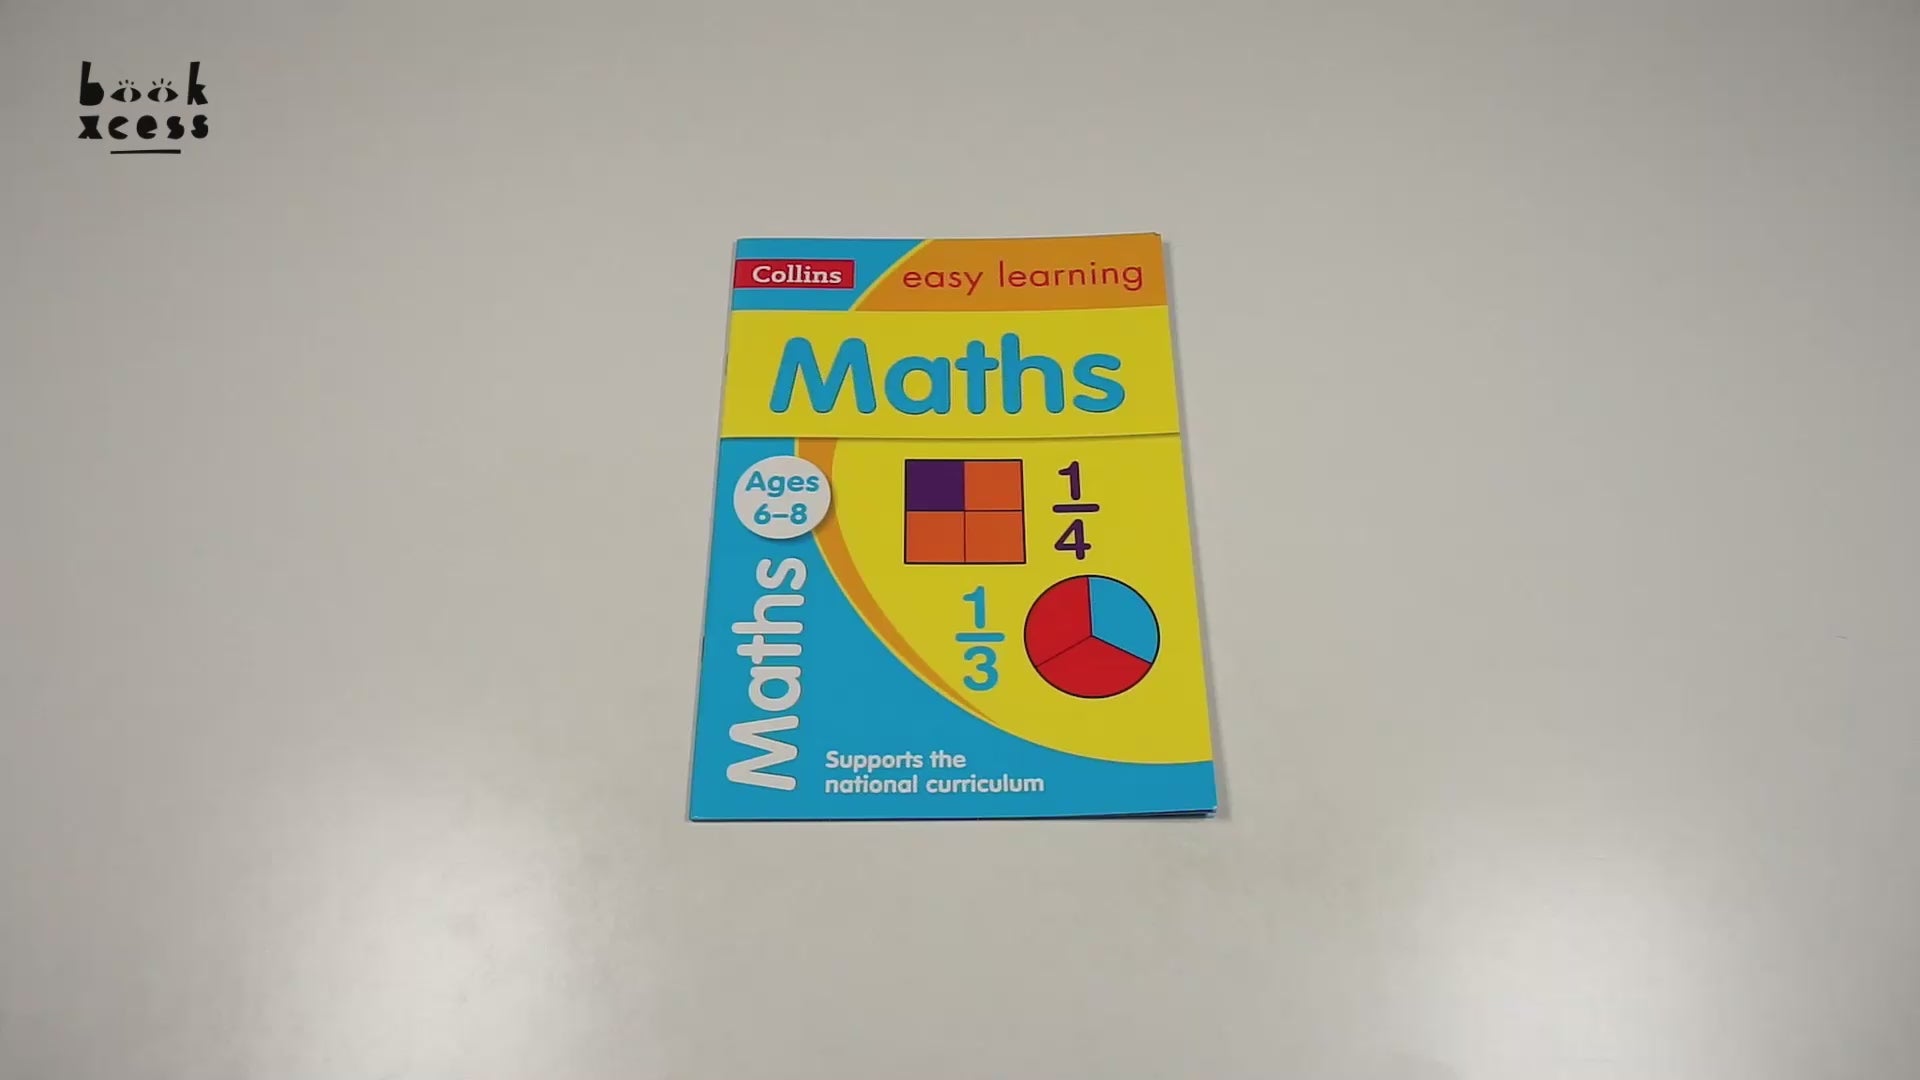 book
xcess
Collins
easy learning
Maths
Ages
6–8
1
4
1
3
Maths
Supports the
national curriculum